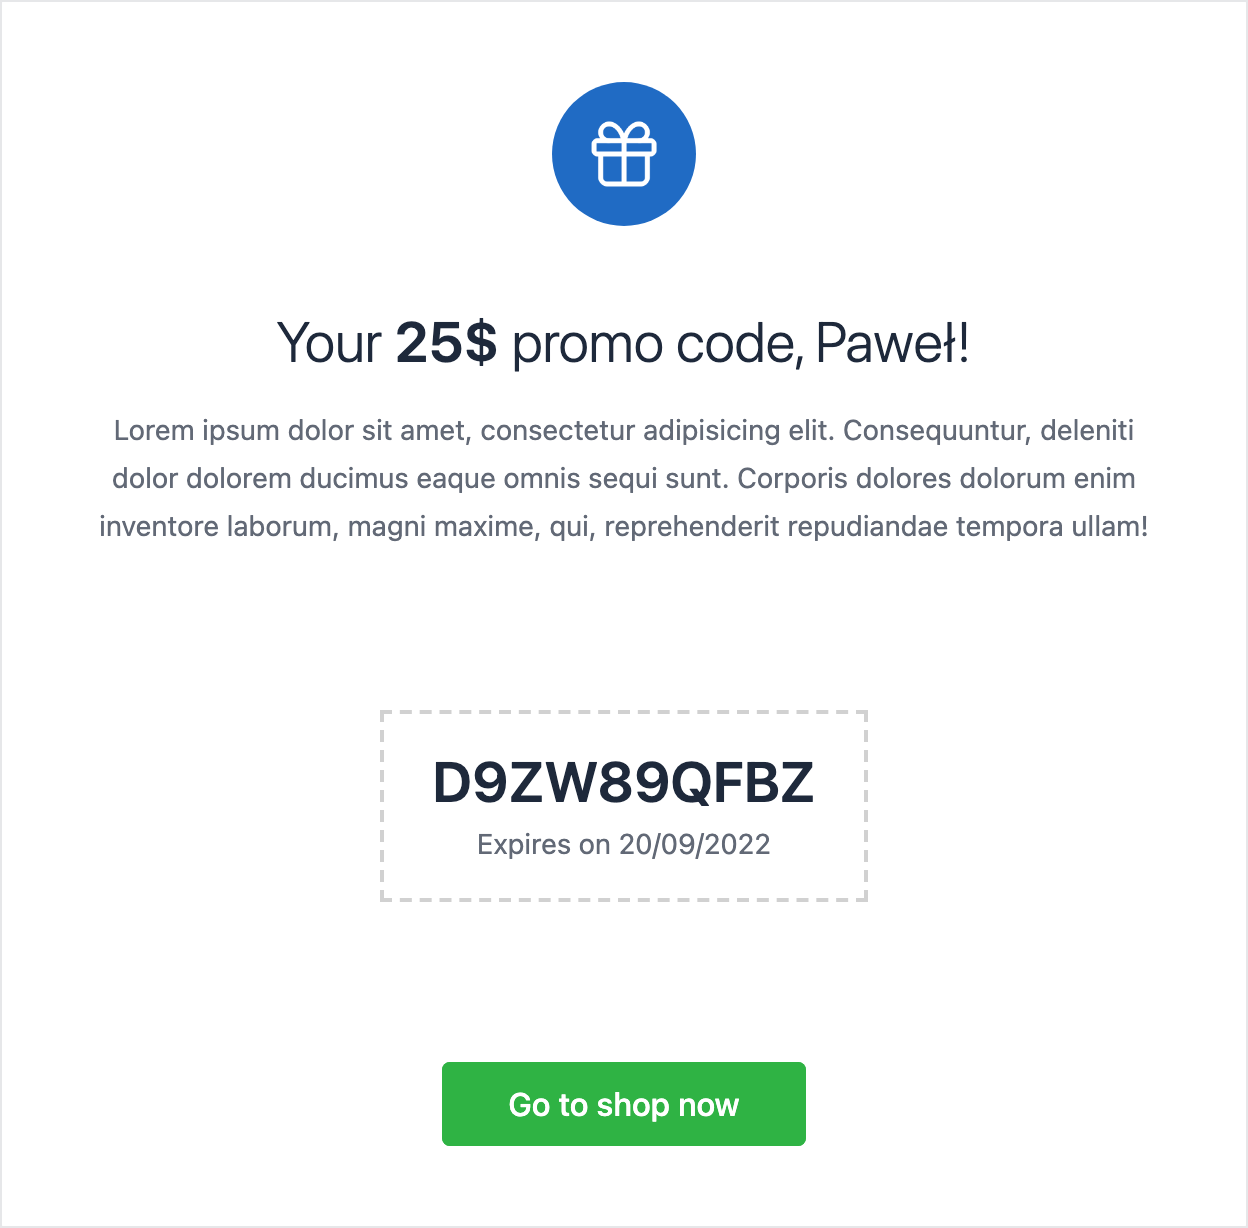 Your 25$ promo code, Paweł!
Lorem ipsum dolor sit amet, consectetur adipisicing elit. Consequuntur, deleniti
dolor dolorem ducimus eaque omnis sequi sunt. Corporis dolores dolorum enim
inventore laborum, magni maxime, qui, reprehenderit repudiandae tempora ullam!
D9ZW89QFBZ
Expires on 20/09/2022
Go to shop now